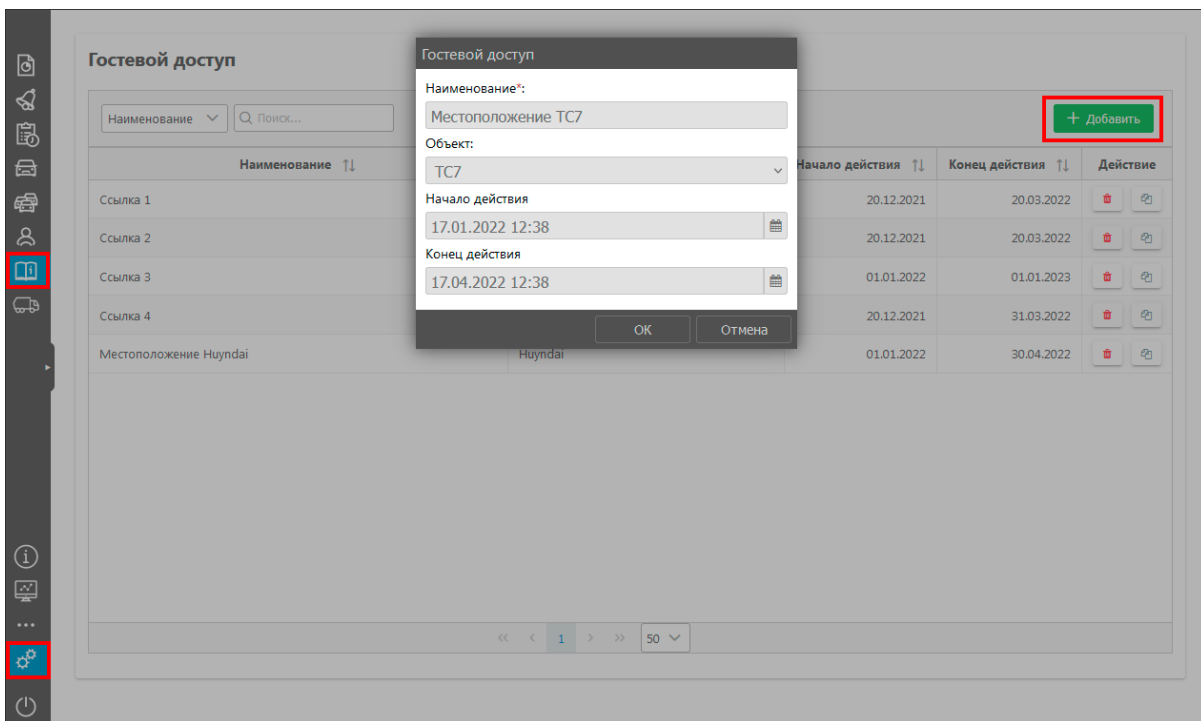 Гостевой доступ
Гостевой доступ
Наименование*:
Местоположение ТС7
Объект:
ТС7
Начало действия
17.01.2022 12:38
Конец действия
17.04.2022 12:38
ОК Отмена
Наименование Поиск... + Добавить
Наименование Начало действия Конец действия Действие
Ссылка 1 20.12.2021 20.03.2022
Ссылка 2 20.12.2021 20.03.2022
Ссылка 3 01.01.2022 01.01.2023
Ссылка 4 20.12.2021 31.03.2022
Местоположение Huyndai Huyndai 01.01.2022 30.04.2022
<< < 1 > >> 50